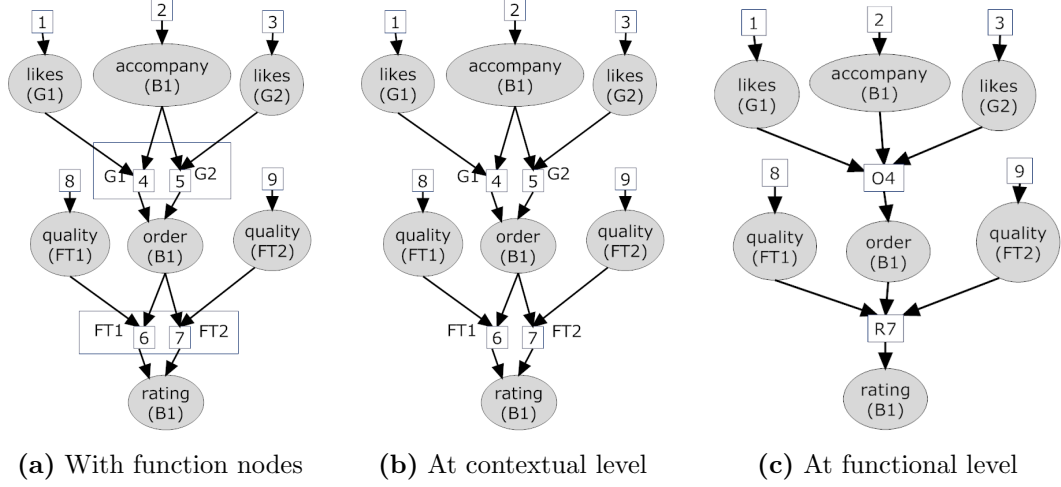 1 2 3
likes (G1) accompany (B1) likes (G2)
G1 4 5 G2
8 9
quality (FT1) order (B1) quality (FT2)
FT1 6 7 FT2
rating (B1)
(a) With function nodes
1 2 3
likes (G1) accompany (B1) likes (G2)
G1 4 5 G2
8 9
quality (FT1) order (B1) quality (FT2)
FT1 6 7 FT2
rating (B1)
(b) At contextual level
1 2 3
likes (G1) accompany (B1) likes (G2)
O4
8 9
quality (FT1) order (B1) quality (FT2)
R7
rating (B1)
(c) At functional level